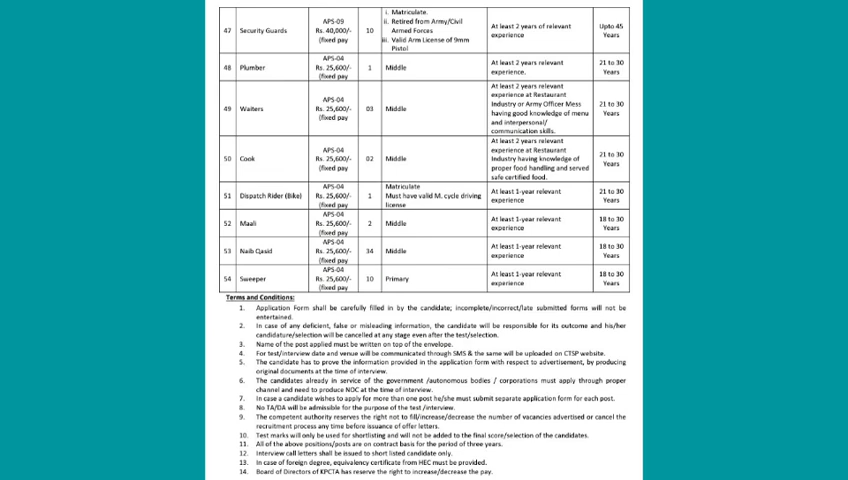 47 Security Guards APS-09 Rs. 40,000/- (fixed pay 10 i. Matriculate. ii. Retired from Army/Civil Armed Forces iii. Valid Arm License of 9mm Pistol At least 2 years of relevant experience Upto 45 Years
48 Plumber APS-04 Rs. 25,600/- (fixed pay 1 Middle At least 2 years relevant experience. 21 to 30 Years
49 Waiters APS-04 Rs. 25,600/- (fixed pay 03 Middle At least 2 years relevant experience at Restaurant Industry or Army Officer Mess having good knowledge of menu and interpersonal/ communication skills. 21 to 30 Years
50 Cook APS-04 Rs. 25,600/- (fixed pay 02 Middle At least 2 years relevant experience at Restaurant Industry having knowledge of proper food handling and served safe certified food. 21 to 30 Years
51 Dispatch Rider (Bike) APS-04 Rs. 25,600/- (fixed pay 1 Matriculate Must have valid M. cycle driving license At least 1-year relevant experience 21 to 30 Years
52 Maali APS-04 Rs. 25,600/- (fixed pay 2 Middle At least 1-year relevant experience 18 to 30 Years
53 Naib Qasid APS-04 Rs. 25,600/- (fixed pay 34 Middle At least 1-year relevant experience 18 to 30 Years
54 Sweeper APS-04 Rs. 25,600/- (fixed pay 10 Primary At least 1-year relevant experience 18 to 30 Years
Terms and Conditions:
1. Application Form shall be carefully filled in by the candidate; incomplete/incorrect/late submitted forms will not be
entertained.
2. In case of any deficient, false or misleading information, the candidate will be responsible for its outcome and his/her
candidature/selection will be cancelled at any stage even after the test/selection.
3. Name of the post applied must be written on top of the envelope.
4. For test/interview date and venue will be communicated through SMS & the same will be uploaded on CTSP website.
5. The candidate has to prove the information provided in the application form with respect to advertisement, by producing
original documents at the time of interview.
6. The candidates already in service of the government /autonomous bodies / corporations must apply through proper
channel and need to produce NOC at the time of interview.
7. In case a candidate wishes to apply for more than one post he/she must submit separate application form for each post.
8. No TA/DA will be admissible for the purpose of the test /interview.
9. The competent authority reserves the right not to fill/increase/decrease the number of vacancies advertised or cancel the
recruitment process any time before issuance of offer letters.
10. Test marks will only be used for shortlisting and will not be added to the final score/selection of the candidates.
11. All of the above positions/posts are on contract basis for the period of three years.
12. Interview call letters shall be issued to short listed candidate only.
13. In case of foreign degree, equivalency certificate from HEC must be provided.
14. Board of Directors of KPCTA has reserve the right to increase/decrease the pay.